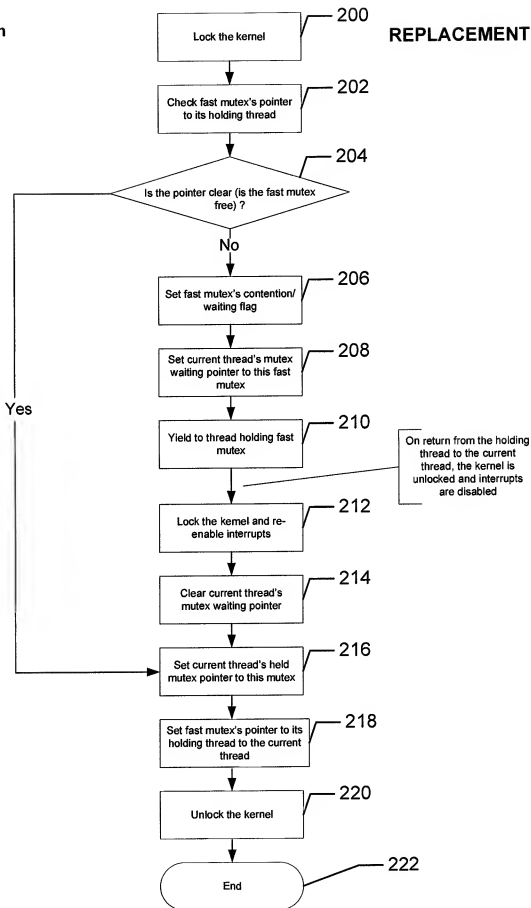 n
REPLACEMENT
200
Lock the kernel
202
Check fast mutex's pointer
to its holding thread
204
Is the pointer clear (is the fast mutex
free) ?
No
Yes
206
Set fast mutex's contention/
waiting flag
208
Set current thread's mutex
waiting pointer to this fast
mutex
210
Yield to thread holding fast
mutex
On return from the holding
thread to the current
thread, the kernel is
unlocked and interrupts
are disabled
212
Lock the kernel and re-
enable interrupts
214
Clear current thread's
mutex waiting pointer
216
Set current thread's held
mutex pointer to this mutex
218
Set fast mutex's pointer to its
holding thread to the current
thread
220
Unlock the kernel
222
End